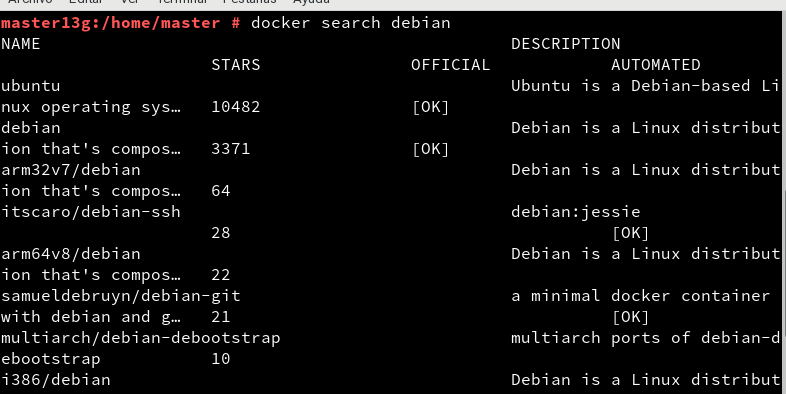 Archivo Editar Ver Terminal Pestañas Ayuda
master13g:/home/master # docker search debian
NAME DESCRIPTION
STARS OFFICIAL AUTOMATED
ubuntu Ubuntu is a Debian-based Li
nux operating sys… 10482 [OK]
debian Debian is a Linux distribut
ion that's compos… 3371 [OK]
arm32v7/debian Debian is a Linux distribut
ion that's compos… 64
itscaro/debian-ssh debian:jessie
28 [OK]
arm64v8/debian Debian is a Linux distribut
ion that's compos… 22
samueldebruyn/debian-git a minimal docker container
with debian and g… 21 [OK]
multiarch/debian-debootstrap multiarch ports of debian-d
ebootstrap 10
i386/debian Debian is a Linux distribut